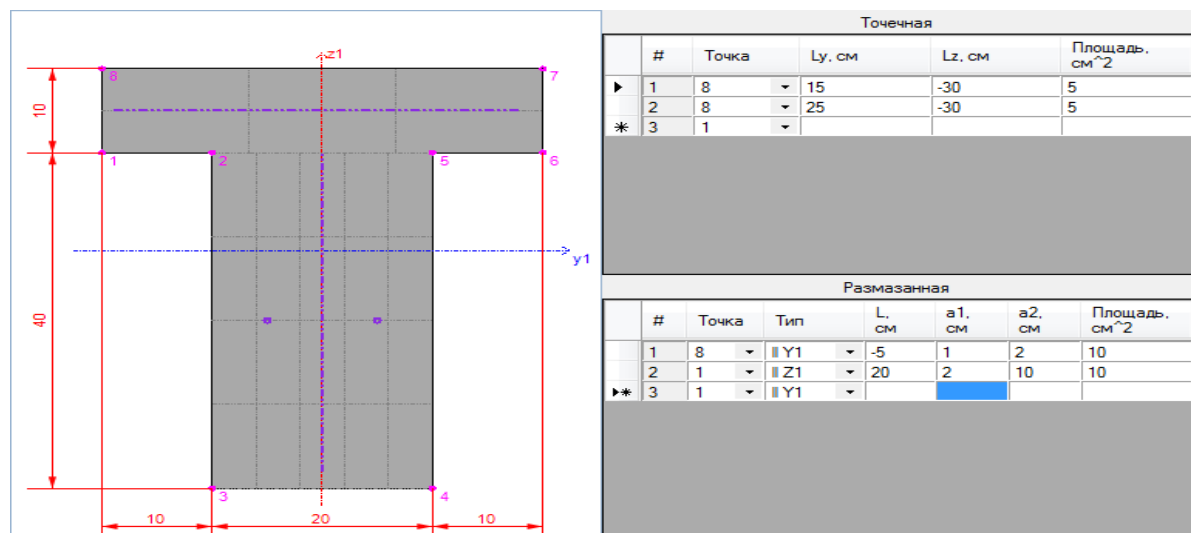 z1
8
7
10
1
2
5
6
y1
40
3
4
10
20
10
Точечная
# Точка Ly, см Lz, см Площадь, см^2
1 8 15 -30 5
2 8 25 -30 5
3 1
Размазанная
# Точка Тип L, см a1, см a2, см Площадь, см^2
1 8 Y1 -5 1 2 10
2 1 Z1 20 2 10 10
3 1 Y1